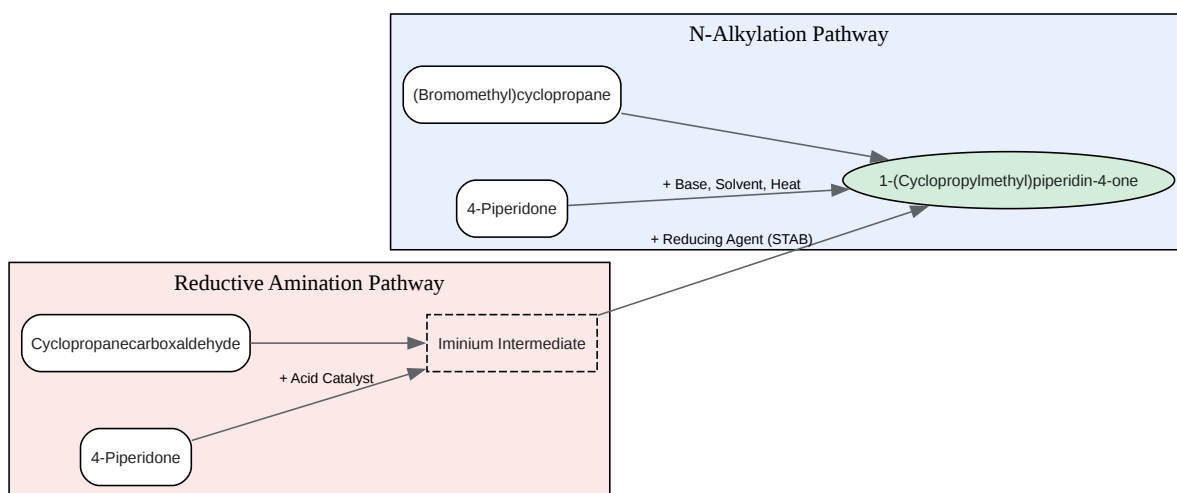 N-Alkylation Pathway
(Bromomethyl)cyclopropane
1-(Cyclopropylmethyl)piperidin-4-one
+ Base, Solvent, Heat
4-Piperidone
+ Reducing Agent (STAB)
Reductive Amination Pathway
Cyclopropanecarboxaldehyde
Iminium Intermediate
+ Acid Catalyst
4-Piperidone